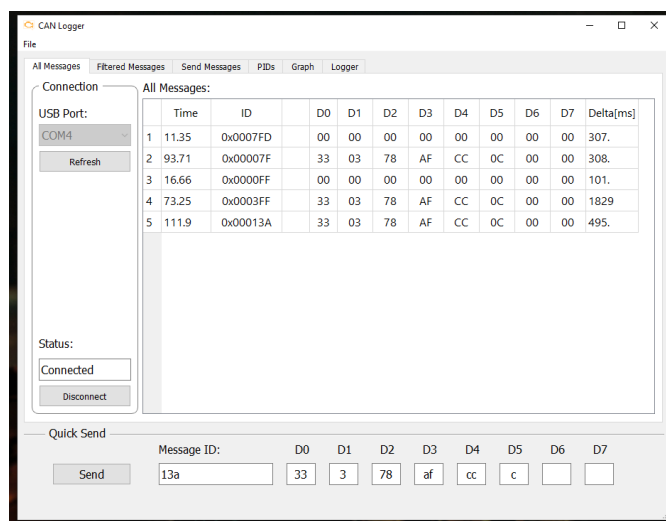 CAN Logger
File
All Messages Filtered Messages Send Messages PIDs Graph Logger
Connection
USB Port:
COM4
Refresh
Status:
Connected
Disconnect
All Messages:
Time ID D0 D1 D2 D3 D4 D5 D6 D7 Delta[ms]
1 11.35 0x0007FD 00 00 00 00 00 00 00 00 307.
2 93.71 0x00007F 33 03 78 AF CC 0C 00 00 308.
3 16.66 0x0000FF 00 00 00 00 00 00 00 00 101.
4 73.25 0x0003FF 33 03 78 AF CC 0C 00 00 1829
5 111.9 0x00013A 33 03 78 AF CC 0C 00 00 495.
Quick Send
Message ID: D0 D1 D2 D3 D4 D5 D6 D7
Send 13a 33 3 78 af cc c